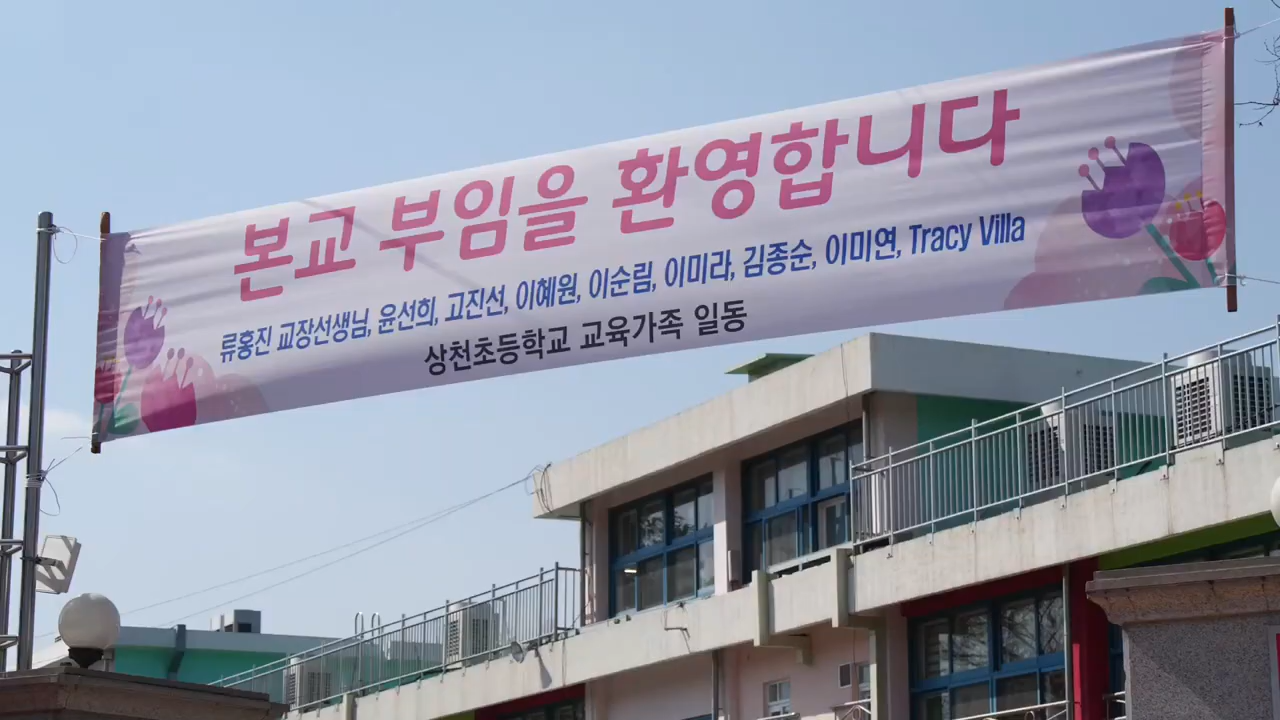 본교 부임을 환영합니다
류홍진 교장선생님, 윤선희, 고진선, 이혜원, 이순림, 이미라, 김종순, 이미연, Tracy Villa
상천초등학교 교육가족 일동